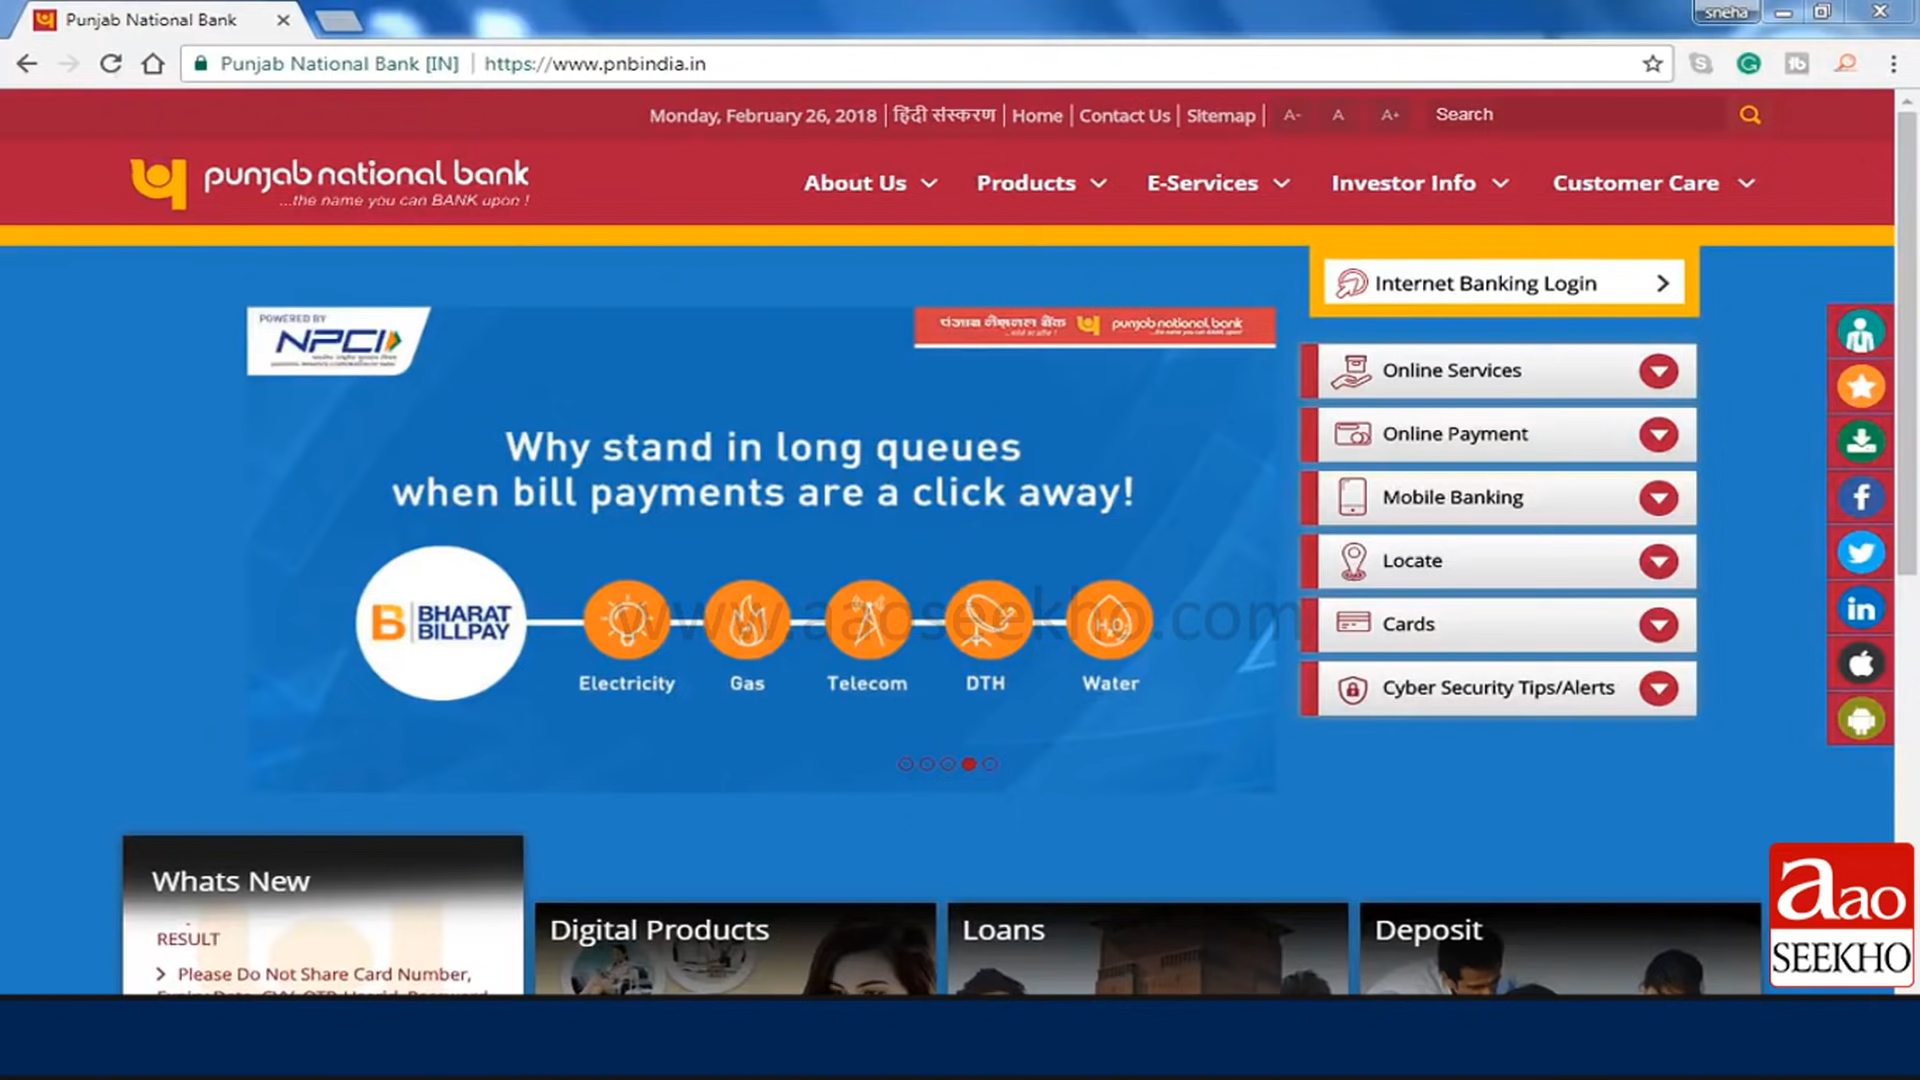 Punjab National Bank
sneha
Punjab National Bank [IN] https://www.pnbindia.in
Monday, February 26, 2018 | हिंदी संस्करण | Home | Contact Us | Sitemap | A- A A+ Search
punjab national bank
...the name you can BANK upon !
About Us Products E-Services Investor Info Customer Care
Internet Banking Login
POWERED BY
NPCI
पंजाब नैशनल बैंक punjab national bank
Online Services
Online Payment
Mobile Banking
Locate
Cards
Cyber Security Tips/Alerts
Why stand in long queues
when bill payments are a click away!
B BHARAT
BILLPAY
H₂O
www.aaoseekho.com
Electricity Gas Telecom DTH Water
Whats New
RESULT
Please Do Not Share Card Number,
Digital Products
Loans
Deposit
aao
SEEKHO